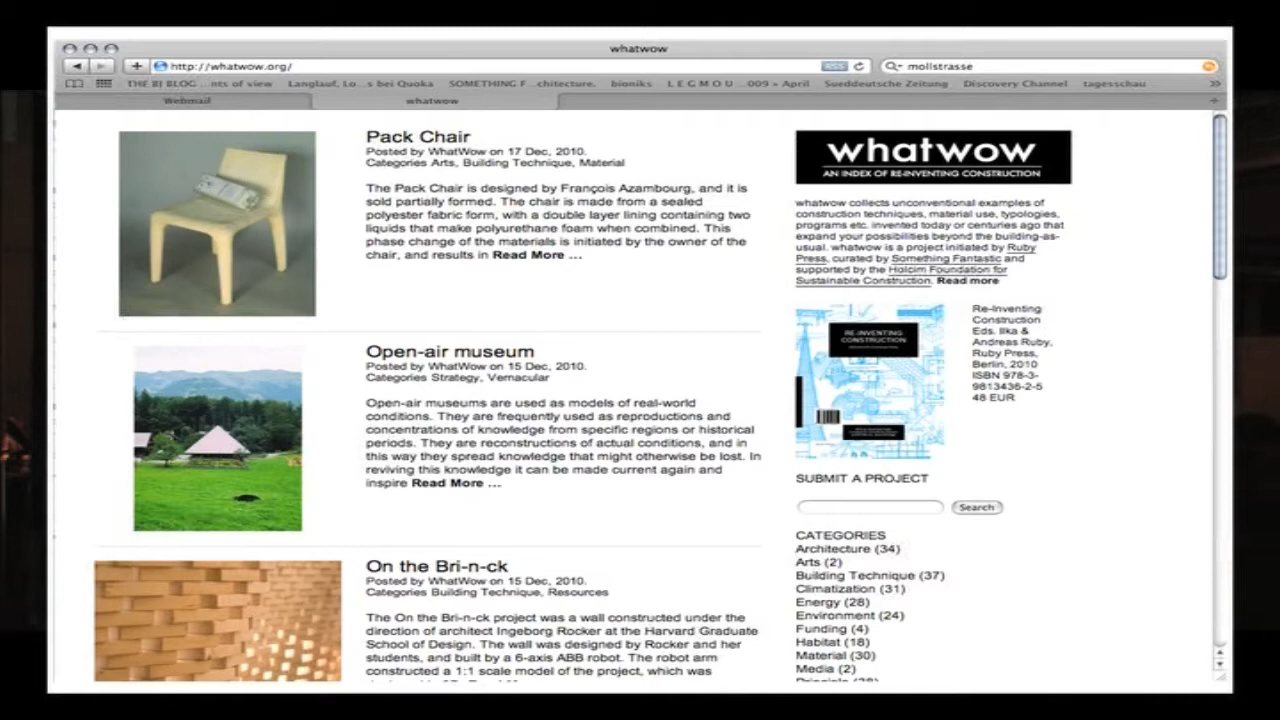 whatwow
http://whatwow.org/
RSS
mollstrasse
THE BI BLOG ...nts of view
Langlauf, Lo...s bei Quoka
SOMETHING F...chitecture.
bioniks
L E G M O U ...009 » April
Sueddeutsche Zeitung
Discovery Channel
tagesschau
Webmail
whatwow
Pack Chair
Posted by WhatWow on 17 Dec, 2010.
Categories Arts, Building Technique, Material
The Pack Chair is designed by François Azambourg, and it is
sold partially formed. The chair is made from a sealed
polyester fabric form, with a double layer lining containing two
liquids that make polyurethane foam when combined. This
phase change of the materials is initiated by the owner of the
chair, and results in Read More ...
Open-air museum
Posted by WhatWow on 15 Dec, 2010.
Categories Strategy, Vernacular
Open-air museums are used as models of real-world
conditions. They are frequently used as reproductions and
concentrations of knowledge from specific regions or historical
periods. They are reconstructions of actual conditions, and in
this way they spread knowledge that might otherwise be lost. In
reviving this knowledge it can be made current again and
inspire Read More ...
On the Bri-n-ck
Posted by WhatWow on 15 Dec, 2010.
Categories Building Technique, Resources
The On the Bri-n-ck project was a wall constructed under the
direction of architect Ingeborg Rocker at the Harvard Graduate
School of Design. The wall was designed by Rocker and her
students, and built by a 6-axis ABB robot. The robot arm
constructed a 1:1 scale model of the project, which was
whatwow
AN INDEX OF RE-INVENTING CONSTRUCTION
whatwow collects unconventional examples of
construction techniques, material use, typologies,
programs etc. invented today or centuries ago that
expand your possibilities beyond the building-as-
usual. whatwow is a project initiated by Ruby
Press, curated by Something Fantastic and
supported by the Holcim Foundation for
Sustainable Construction. Read more
RE-INVENTING
CONSTRUCTION
Re-Inventing
Construction
Eds. Ilka &
Andreas Ruby,
Ruby Press,
Berlin, 2010
ISBN 978-3-
9813436-2-5
48 EUR
SUBMIT A PROJECT
Search
CATEGORIES
Architecture (34)
Arts (2)
Building Technique (37)
Climatization (31)
Energy (28)
Environment (24)
Funding (4)
Habitat (18)
Material (30)
Media (2)